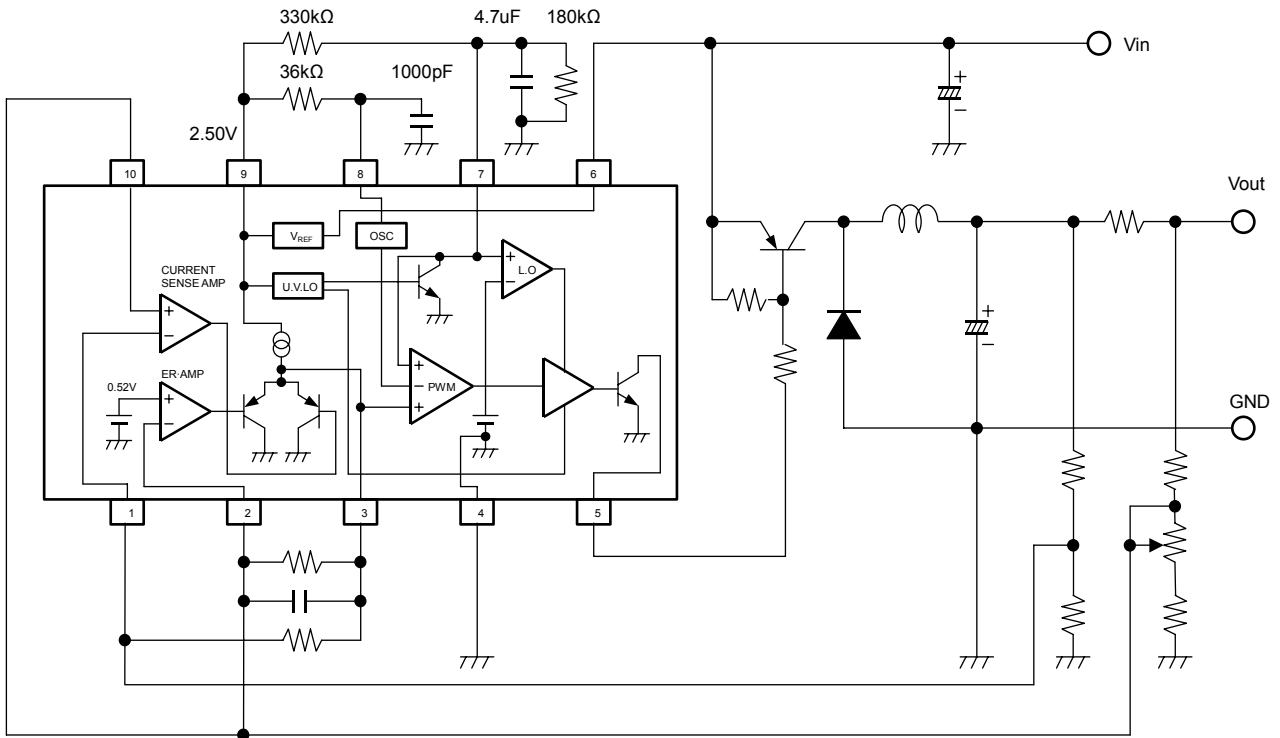 330kΩ
4.7uF
180kΩ
Vin
36kΩ
1000pF
+
−
2.50V
10
9
8
7
6
Vout
VREF
OSC
+
L.O
−
CURRENT
SENSE AMP
U.V.LO
+
−
+
−
PWM
+
ER·AMP
0.52V
+
−
+
−
GND
1
2
3
4
5